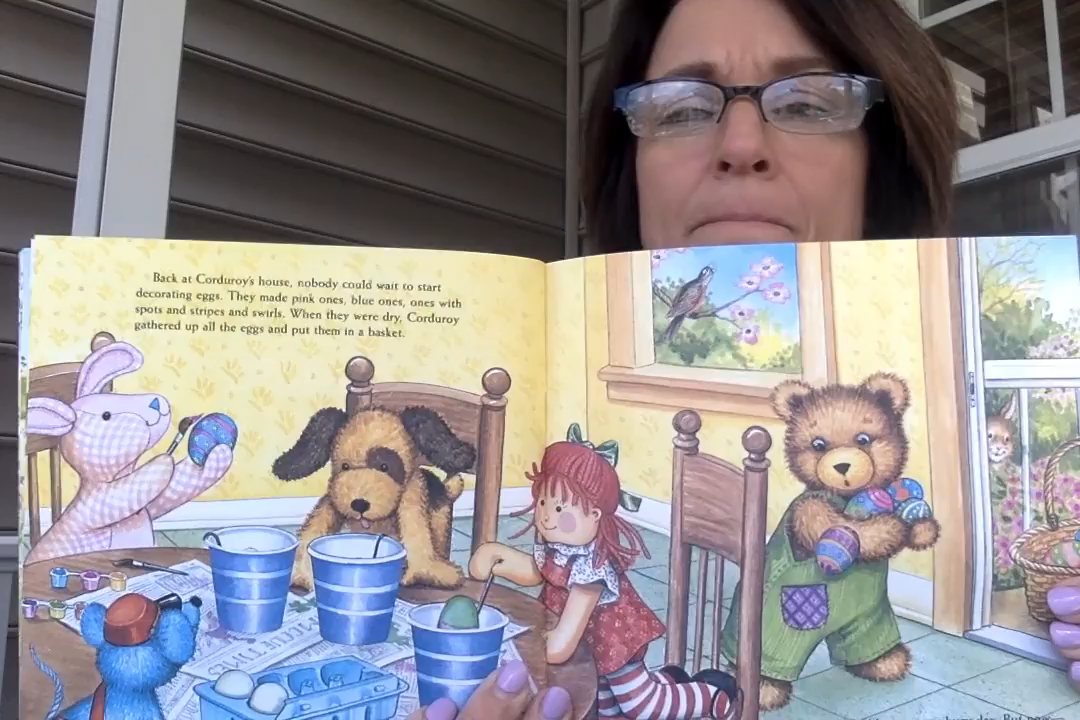 Back at Corduroy's house, nobody could wait to start
decorating eggs. They made pink ones, blue ones, ones with
spots and stripes and swirls. When they were dry, Corduroy
gathered up all the eggs and put them in a basket.